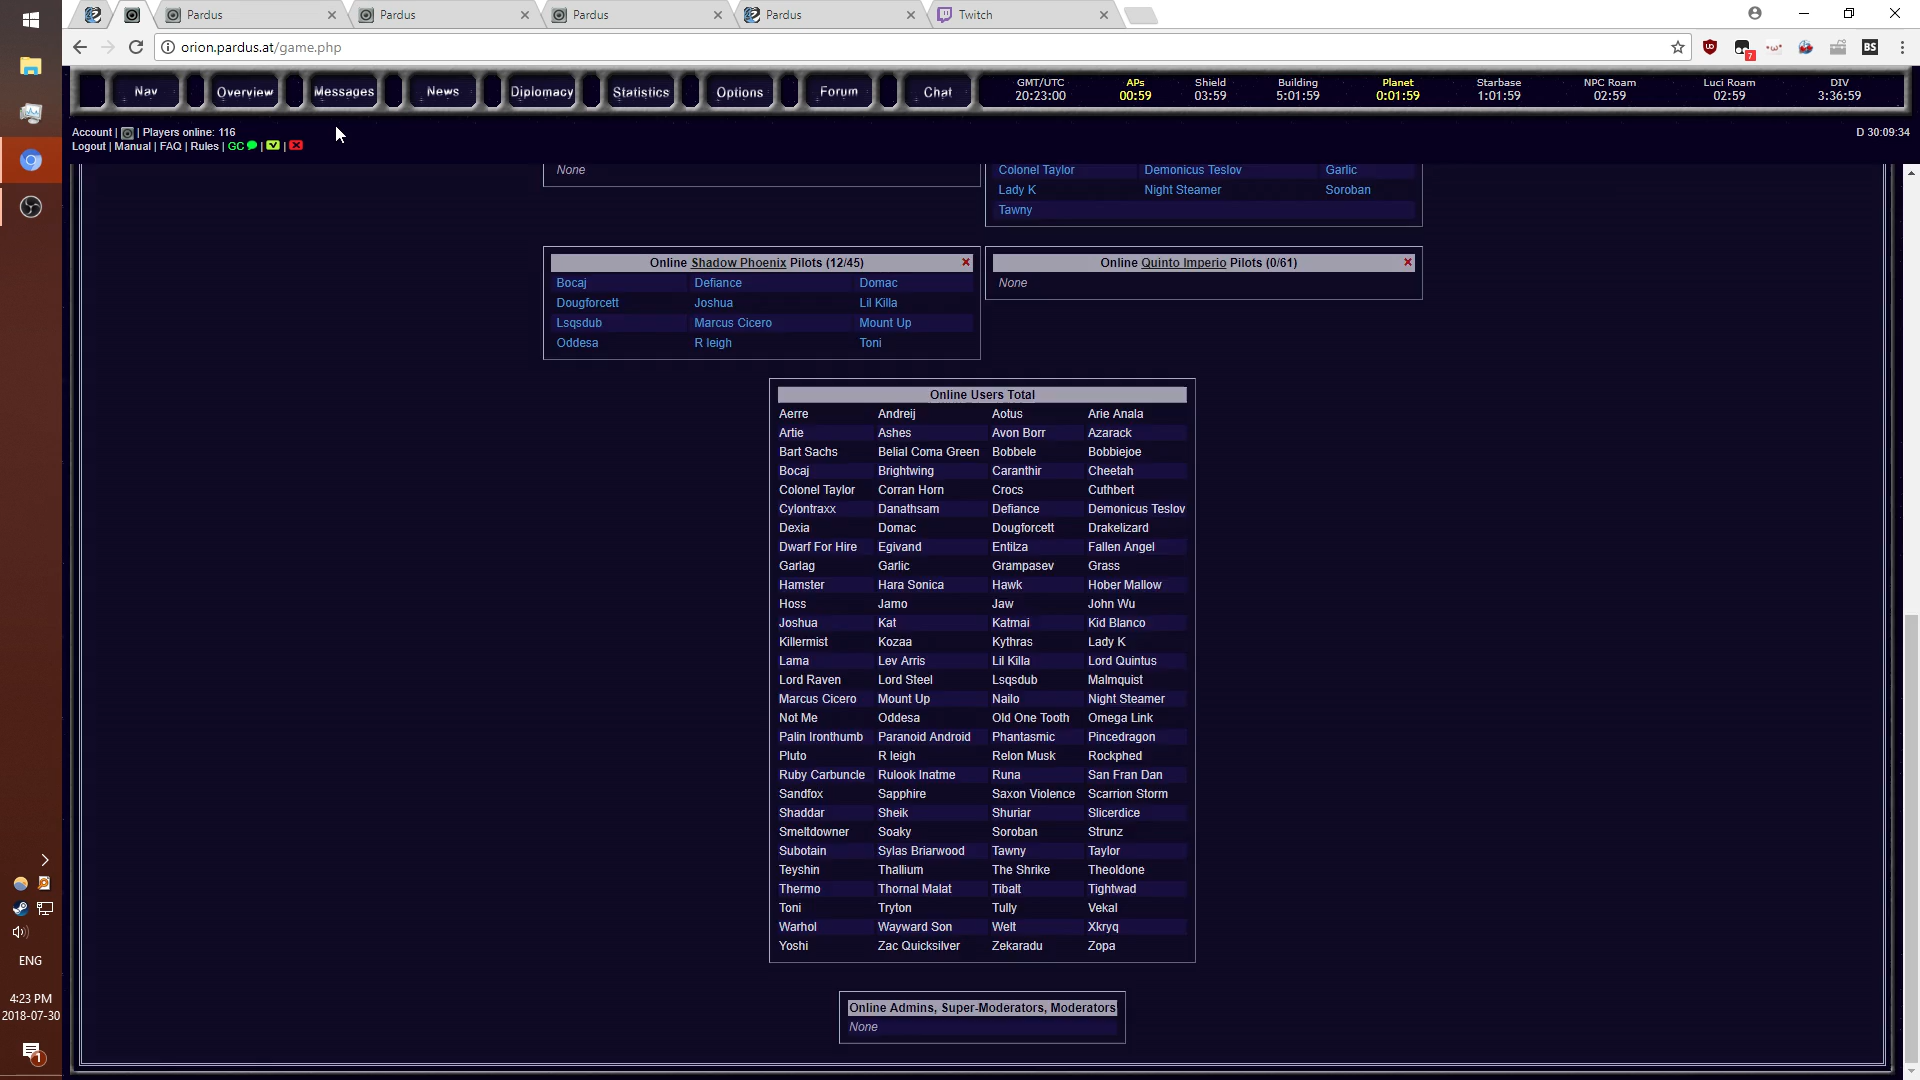 Pardus
Pardus
Pardus
Pardus
Twitch
orion.pardus.at/game.php
7
BS
Nav
Overview
Messages
News
Diplomacy
Statistics
Options
Forum
Chat
GMT/UTC APs Shield Building Planet Starbase NPC Roam Luci Roam DIV
20:23:00 00:59 03:59 5:01:59 0:01:59 1:01:59 02:59 02:59 3:36:59
Account | | Players online: 116
D 30:09:34
Logout | Manual | FAQ | Rules | GC | |
None
Colonel Taylor Demonicus Teslov Garlic
Lady K Night Steamer Soroban
Tawny
Online Shadow Phoenix Pilots (12/45)
Bocaj Defiance Domac
Dougforcett Joshua Lil Killa
Lsqsdub Marcus Cicero Mount Up
Oddesa R leigh Toni
Online Quinto Imperio Pilots (0/61)
None
Online Users Total
Aerre Andreij Aotus Arie Anala
Artie Ashes Avon Borr Azarack
Bart Sachs Belial Coma Green Bobbele Bobbiejoe
Bocaj Brightwing Caranthir Cheetah
Colonel Taylor Corran Horn Crocs Cuthbert
Cylontraxx Danathsam Defiance Demonicus Teslov
Dexia Domac Dougforcett Drakelizard
Dwarf For Hire Egivand Entilza Fallen Angel
Garlag Garlic Grampasev Grass
Hamster Hara Sonica Hawk Hober Mallow
Hoss Jamo Jaw John Wu
Joshua Kat Katmai Kid Blanco
Killermist Kozaa Kythras Lady K
Lama Lev Arris Lil Killa Lord Quintus
Lord Raven Lord Steel Lsqsdub Malmquist
Marcus Cicero Mount Up Nailo Night Steamer
Not Me Oddesa Old One Tooth Omega Link
Palin Ironthumb Paranoid Android Phantasmic Pincedragon
Pluto R leigh Relon Musk Rockphed
Ruby Carbuncle Rulook Inatme Runa San Fran Dan
Sandfox Sapphire Saxon Violence Scarrion Storm
Shaddar Sheik Shuriar Slicerdice
Smeltdowner Soaky Soroban Strunz
Subotain Sylas Briarwood Tawny Taylor
Teyshin Thallium The Shrike Theoldone
Thermo Thornal Malat Tibalt Tightwad
Toni Tryton Tully Vekal
Warhol Wayward Son Welt Xkryq
Yoshi Zac Quicksilver Zekaradu Zopa
Online Admins, Super-Moderators, Moderators
None
ENG
4:23 PM
2018-07-30
1